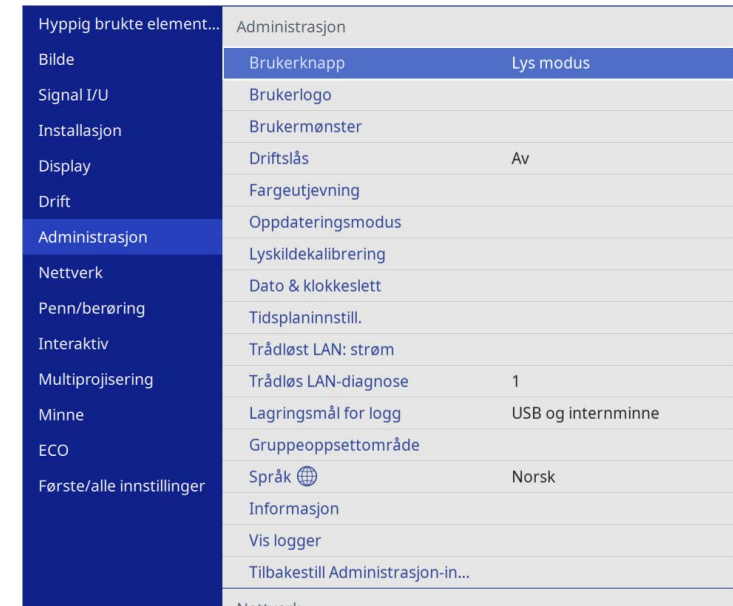 Hyppig brukte element...
Bilde
Signal I/U
Installasjon
Display
Drift
Administrasjon
Nettverk
Penn/berøring
Interaktiv
Multiprojisering
Minne
ECO
Første/alle innstillinger
Administrasjon
Brukerknapp Lys modus
Brukerlogo
Brukermønster
Driftslås Av
Fargeutjevning
Oppdateringsmodus
Lyskildekalibrering
Dato & klokkeslett
Tidsplaninnstill.
Trådløst LAN: strøm
Trådløs LAN-diagnose 1
Lagringsmål for logg USB og internminne
Gruppeoppsettområde
Språk Norsk
Informasjon
Vis logger
Tilbakestill Administrasjon-in...